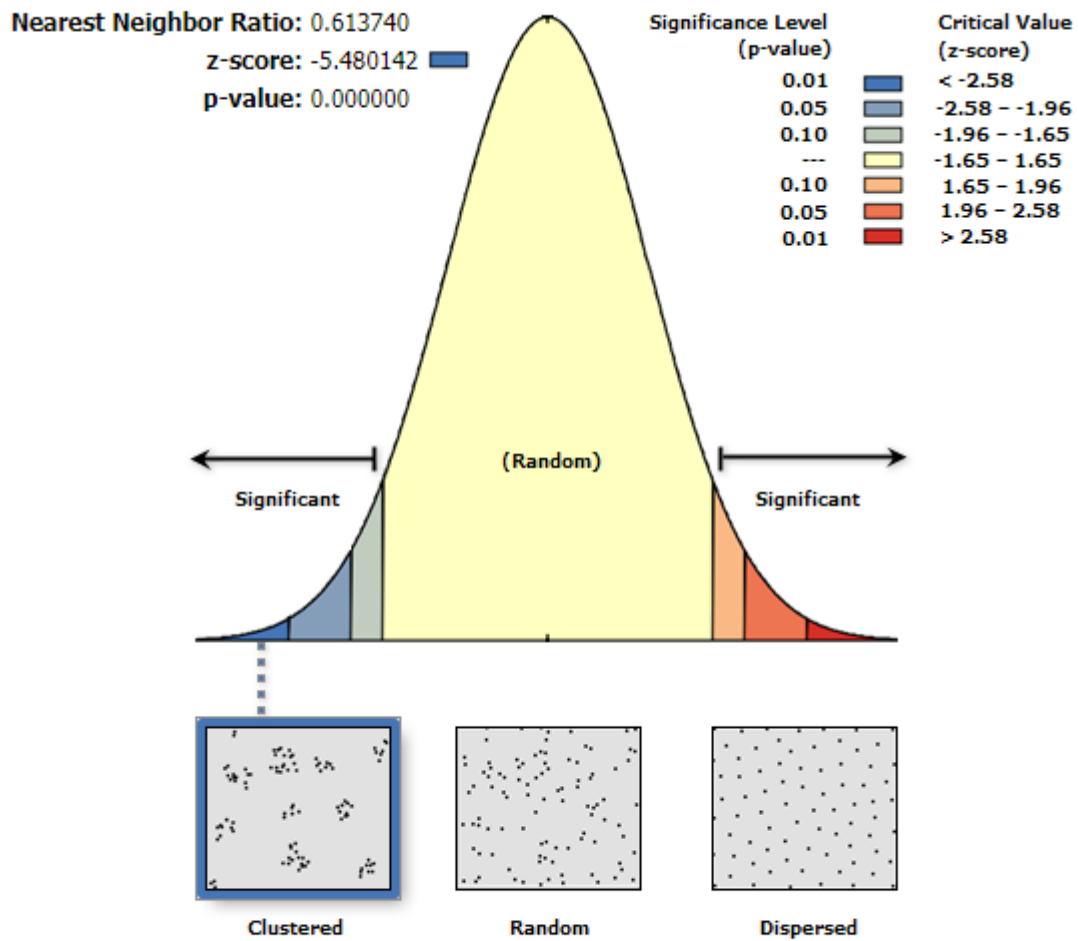 Nearest Neighbor Ratio: 0.613740
z-score: -5.480142
p-value: 0.000000
Significance Level
(p-value)
Critical Value
(z-score)
0.01 < -2.58
0.05 -2.58 – -1.96
0.10 -1.96 – -1.65
--- -1.65 – 1.65
0.10 1.65 – 1.96
0.05 1.96 – 2.58
0.01 > 2.58
(Random)
Significant
Significant
Clustered
Random
Dispersed